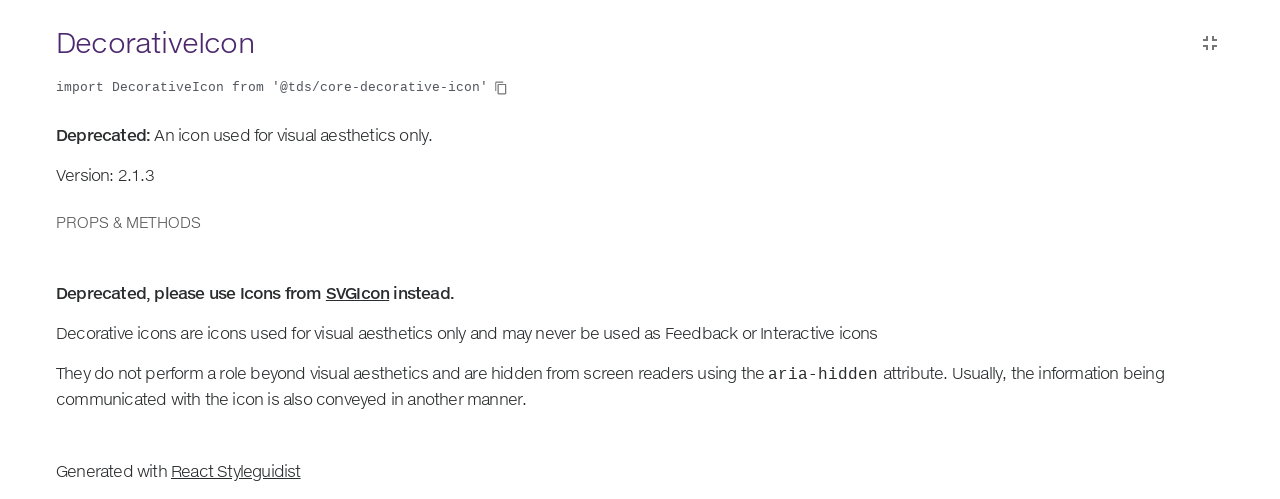 DecorativeIcon
import DecorativeIcon from '@tds/core-decorative-icon'
Deprecated: An icon used for visual aesthetics only.
Version: 2.1.3
PROPS & METHODS
Deprecated, please use Icons from SVGIcon instead.
Decorative icons are icons used for visual aesthetics only and may never be used as Feedback or Interactive icons
They do not perform a role beyond visual aesthetics and are hidden from screen readers using the aria-hidden attribute. Usually, the information being
communicated with the icon is also conveyed in another manner.
Generated with React Styleguidist